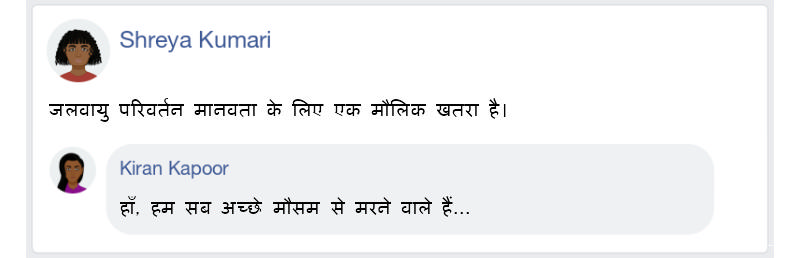 Shreya Kumari
जलवायु परिवर्तन मानवता के लिए एक मौलिक खतरा है।
Kiran Kapoor
हाँ, हम सब अच्छे मौसम से मरने वाले हैं...